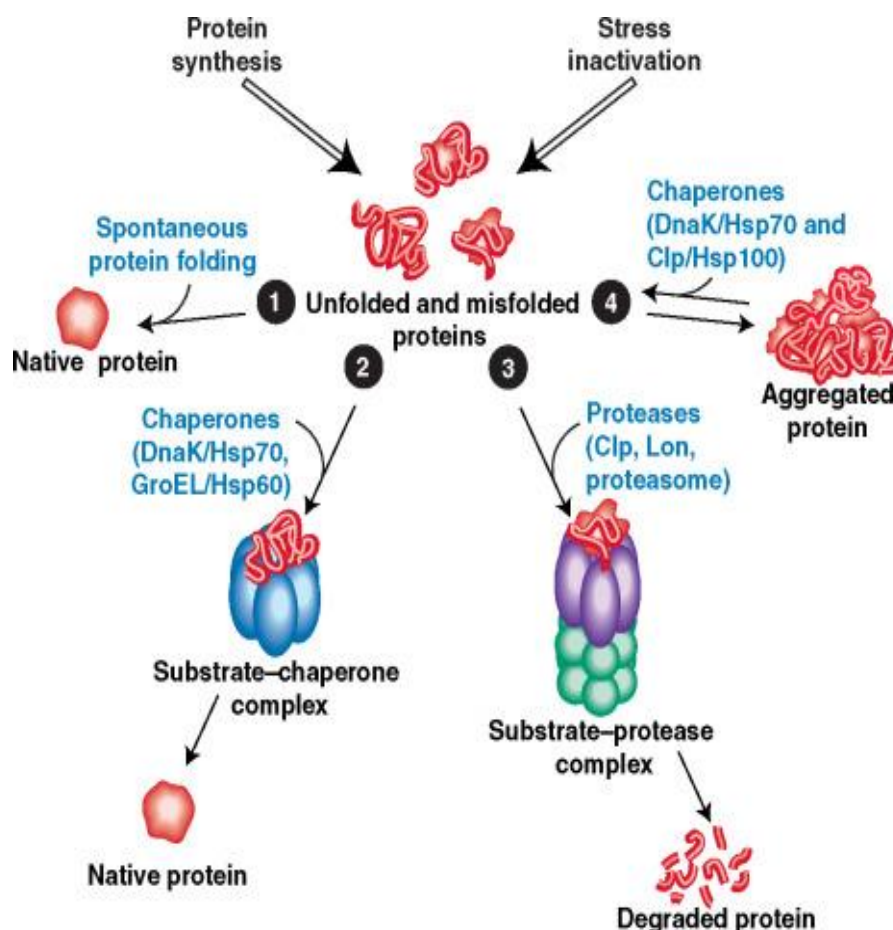 Protein
synthesis
Stress
inactivation
Chaperones
(DnaK/Hsp70 and
Clp/Hsp100)
Spontaneous
protein folding
1
Unfolded and misfolded
proteins
4
Native protein
2
3
Aggregated
protein
Chaperones
(DnaK/Hsp70,
GroEL/Hsp60)
Proteases
(Clp, Lon,
proteasome)
Substrate–chaperone
complex
Substrate–protease
complex
Native protein
Degraded protein